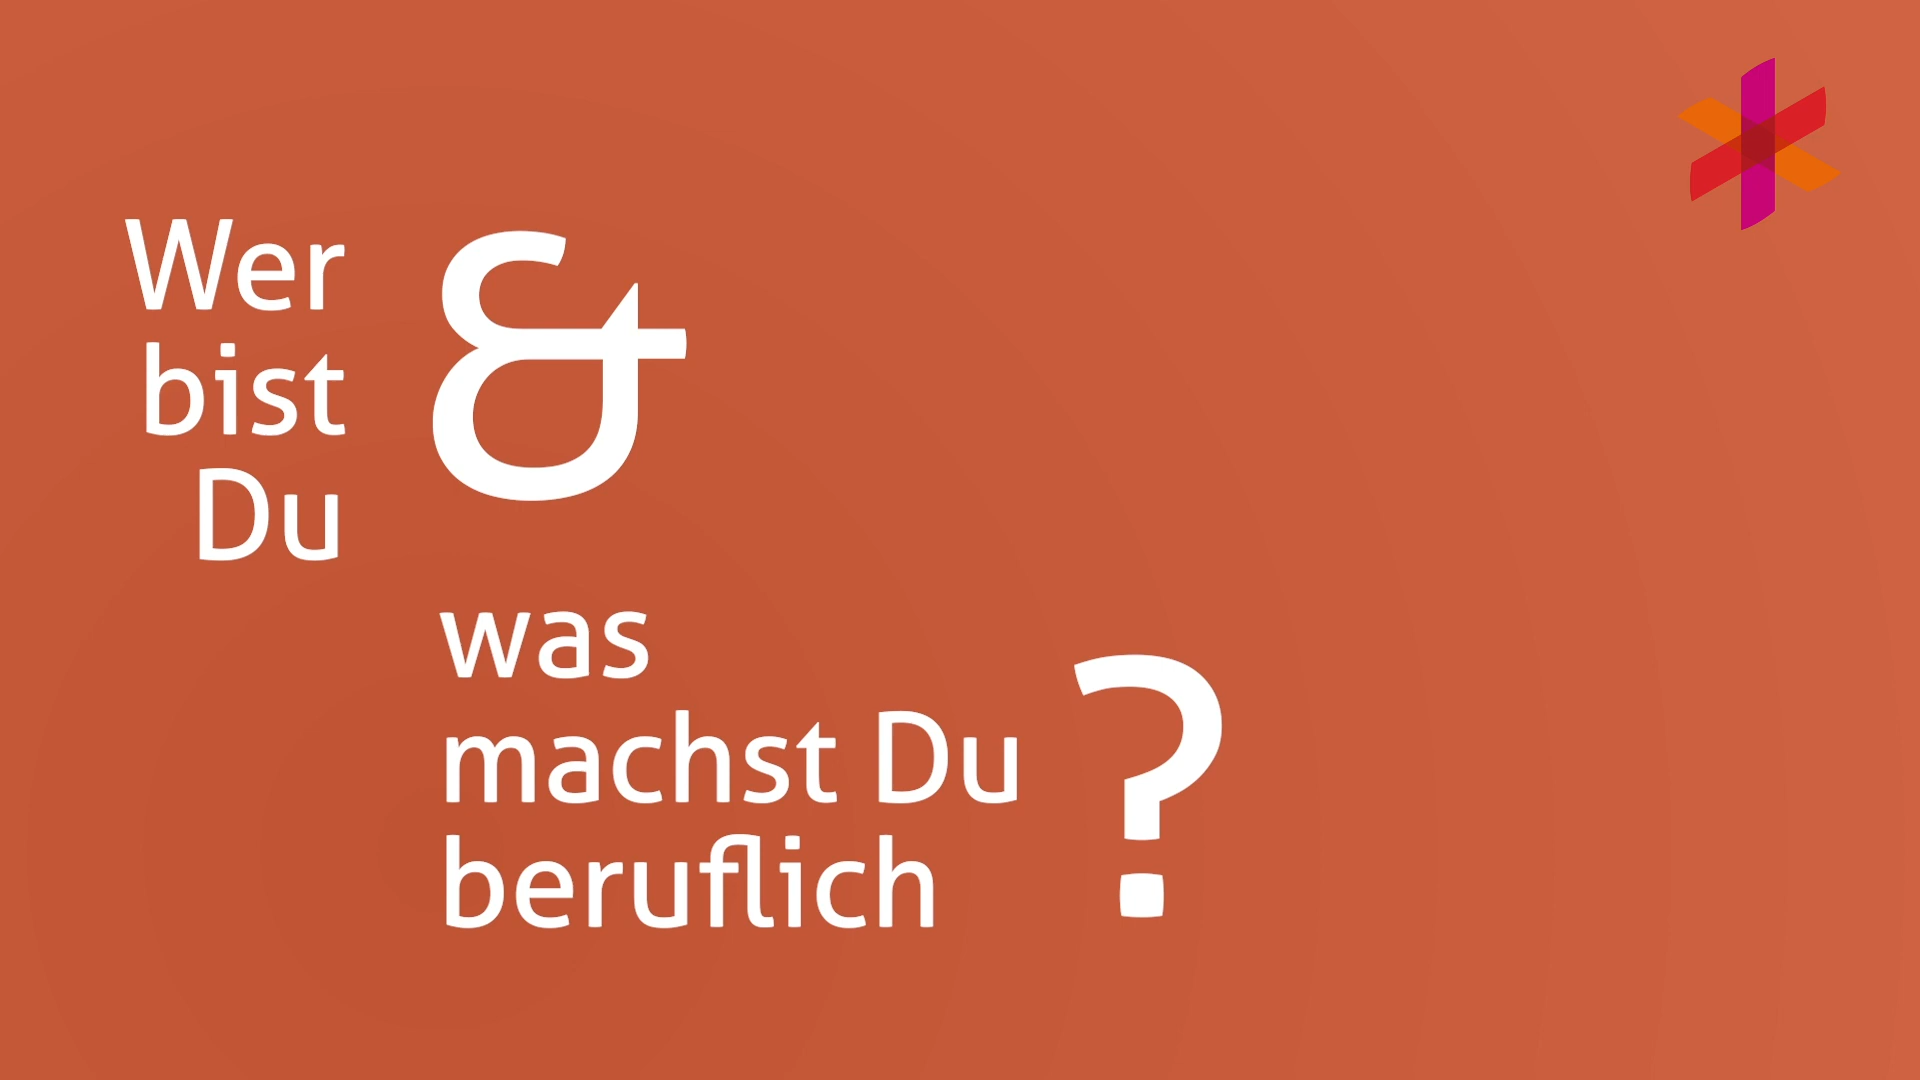 Wer
bist
Du
&
was
machst Du
beruflich
?